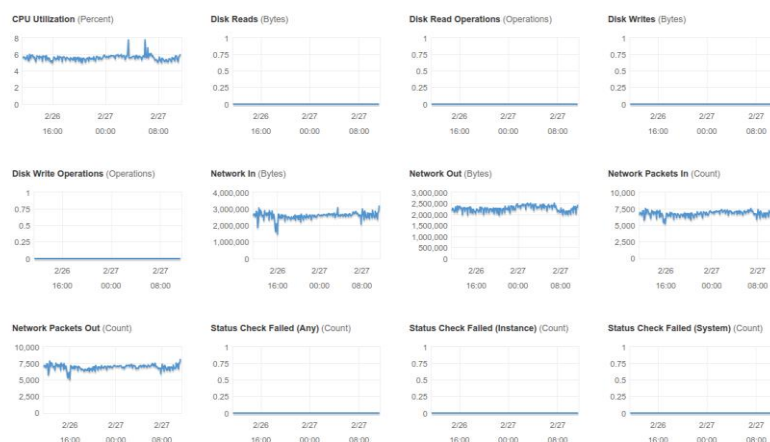 CPU Utilization (Percent)
8
6
4
2
0
2/26 2/27 2/27
16:00 00:00 08:00
Disk Reads (Bytes)
1
0.75
0.5
0.25
0
2/26 2/27 2/27
16:00 00:00 08:00
Disk Read Operations (Operations)
1
0.75
0.5
0.25
0
2/26 2/27 2/27
16:00 00:00 08:00
Disk Writes (Bytes)
1
0.75
0.5
0.25
0
2/26 2/27 2/27
16:00 00:00 08:00
Disk Write Operations (Operations)
1
0.75
0.5
0.25
0
2/26 2/27 2/27
16:00 00:00 08:00
Network In (Bytes)
4,000,000
3,000,000
2,000,000
1,000,000
0
2/26 2/27 2/27
16:00 00:00 08:00
Network Out (Bytes)
3,000,000
2,500,000
2,000,000
1,500,000
1,000,000
500,000
0
2/26 2/27 2/27
16:00 00:00 08:00
Network Packets In (Count)
10,000
7,500
5,000
2,500
0
2/26 2/27 2/27
16:00 00:00 08:00
Network Packets Out (Count)
10,000
7,500
5,000
2,500
0
2/26 2/27 2/27
16:00 00:00 08:00
Status Check Failed (Any) (Count)
1
0.75
0.5
0.25
0
2/26 2/27 2/27
16:00 00:00 08:00
Status Check Failed (Instance) (Count)
1
0.75
0.5
0.25
0
2/26 2/27 2/27
16:00 00:00 08:00
Status Check Failed (System) (Count)
1
0.75
0.5
0.25
0
2/26 2/27 2/27
16:00 00:00 08:00